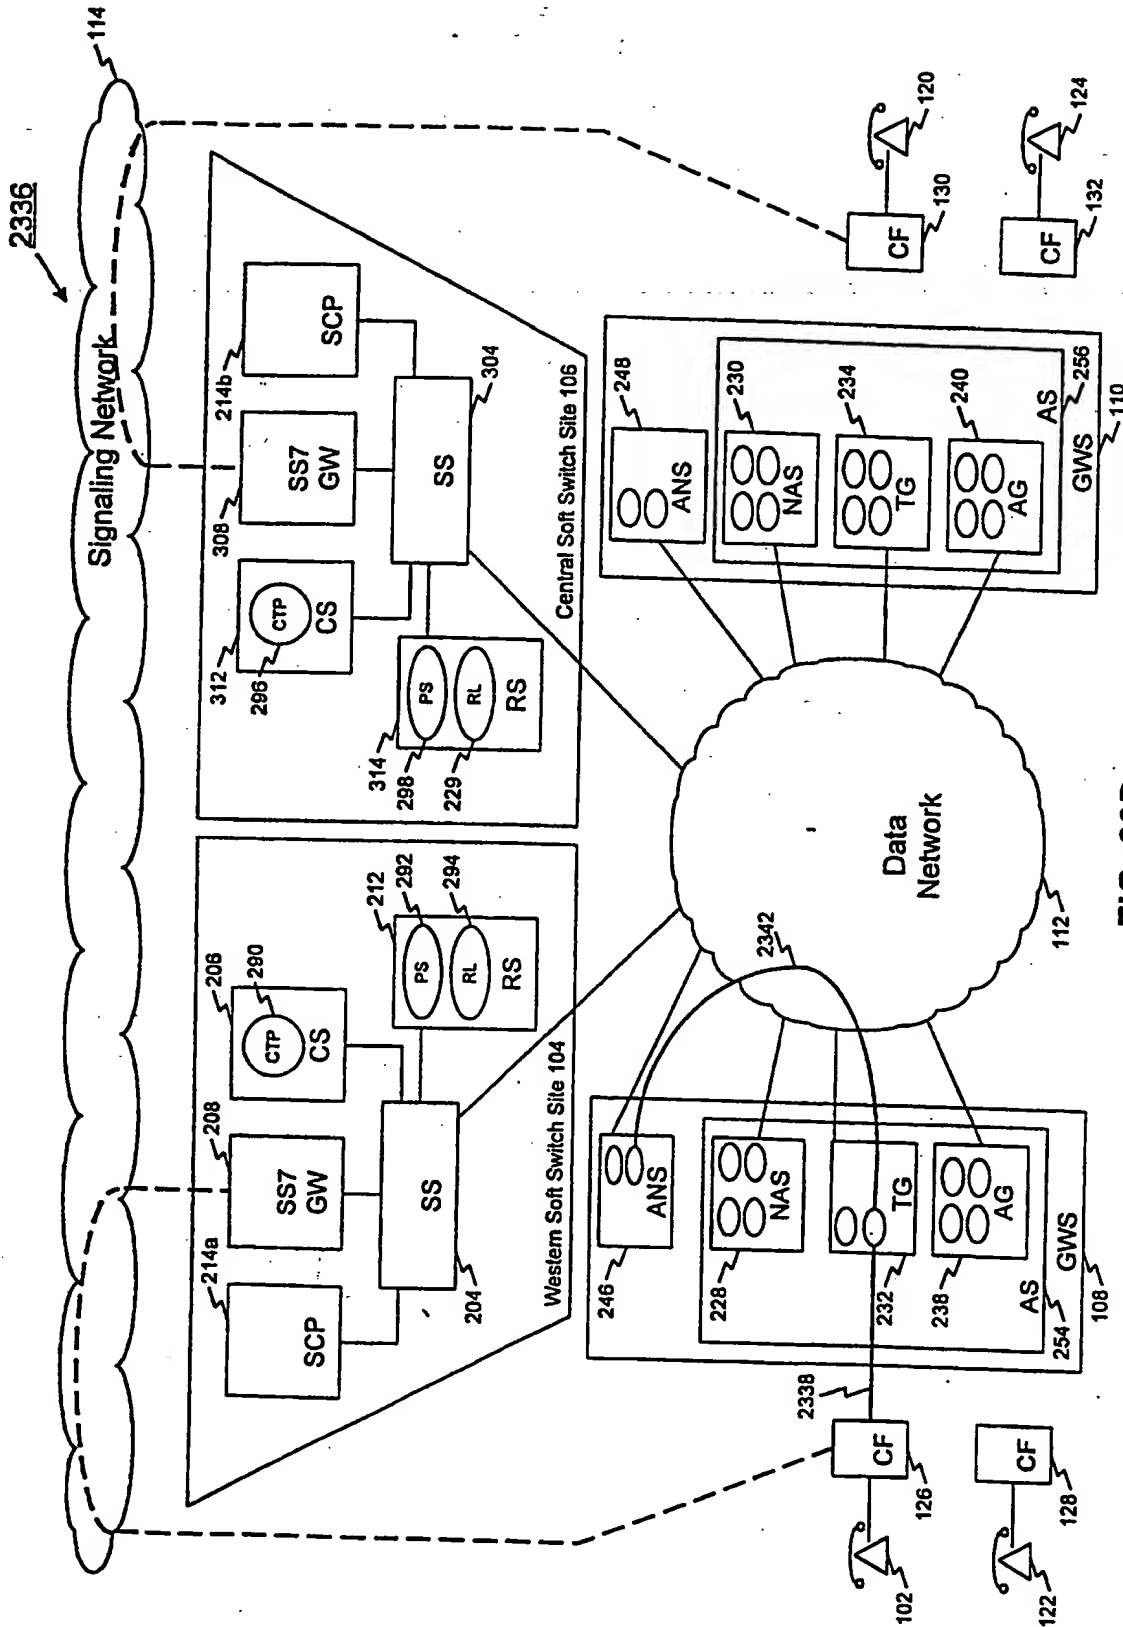 2336
114
Signaling Network
214a
SCP
208
SS7
GW
206
290
CTP
CS
212
292
PS
294
RL
RS
SS
204
Western Soft Switch Site 104
312
296
CTP
CS
308
SS7
GW
214b
SCP
314
298
PS
229
RL
RS
SS
304
Central Soft Switch Site 106
246
ANS
228
NAS
232
TG
238
AG
AS
254
GWS
108
2342
Data
Network
112
248
ANS
230
NAS
234
TG
240
AG
AS
256
GWS
110
2338
CF
126
102
CF
128
122
CF
130
120
CF
132
124